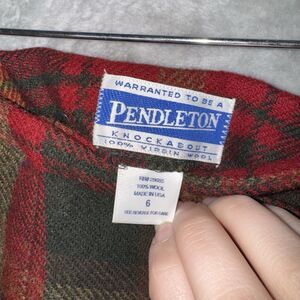 WARRANTED TO BE A
PENDLETON
KNOCKABOUT
100% VIRGIN WOOL
100% WOOL
MADE IN USA
6
SEE REVERSE FOR CARE